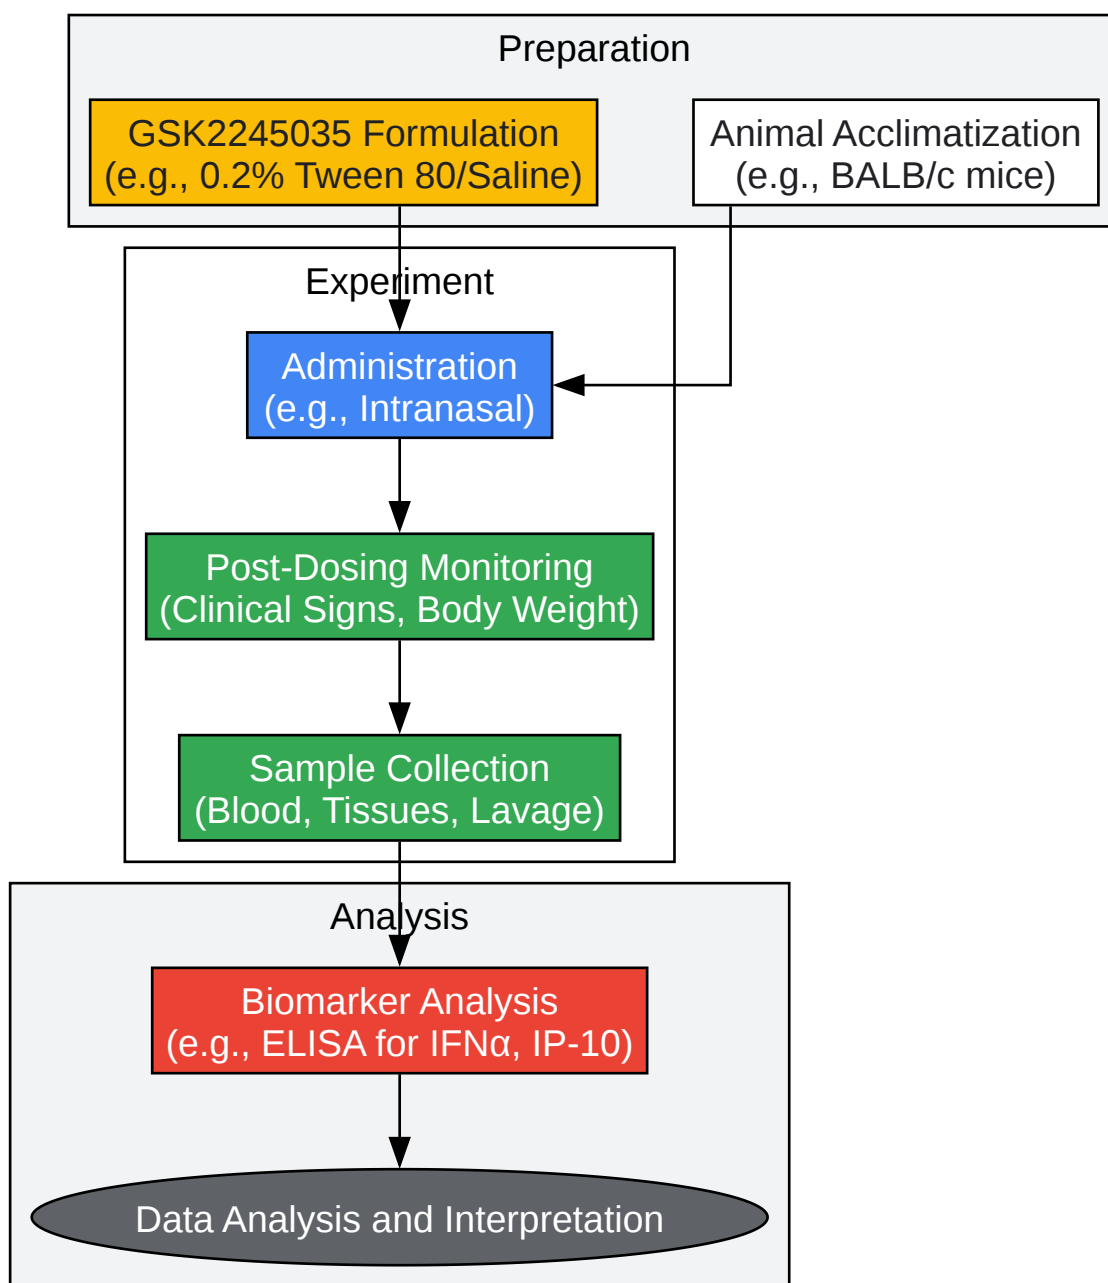 Preparation
GSK2245035 Formulation
(e.g., 0.2% Tween 80/Saline)
Animal Acclimatization
(e.g., BALB/c mice)
Experiment
Administration
(e.g., Intranasal)
Post-Dosing Monitoring
(Clinical Signs, Body Weight)
Sample Collection
(Blood, Tissues, Lavage)
Analysis
Biomarker Analysis
(e.g., ELISA for IFNα, IP-10)
Data Analysis and Interpretation